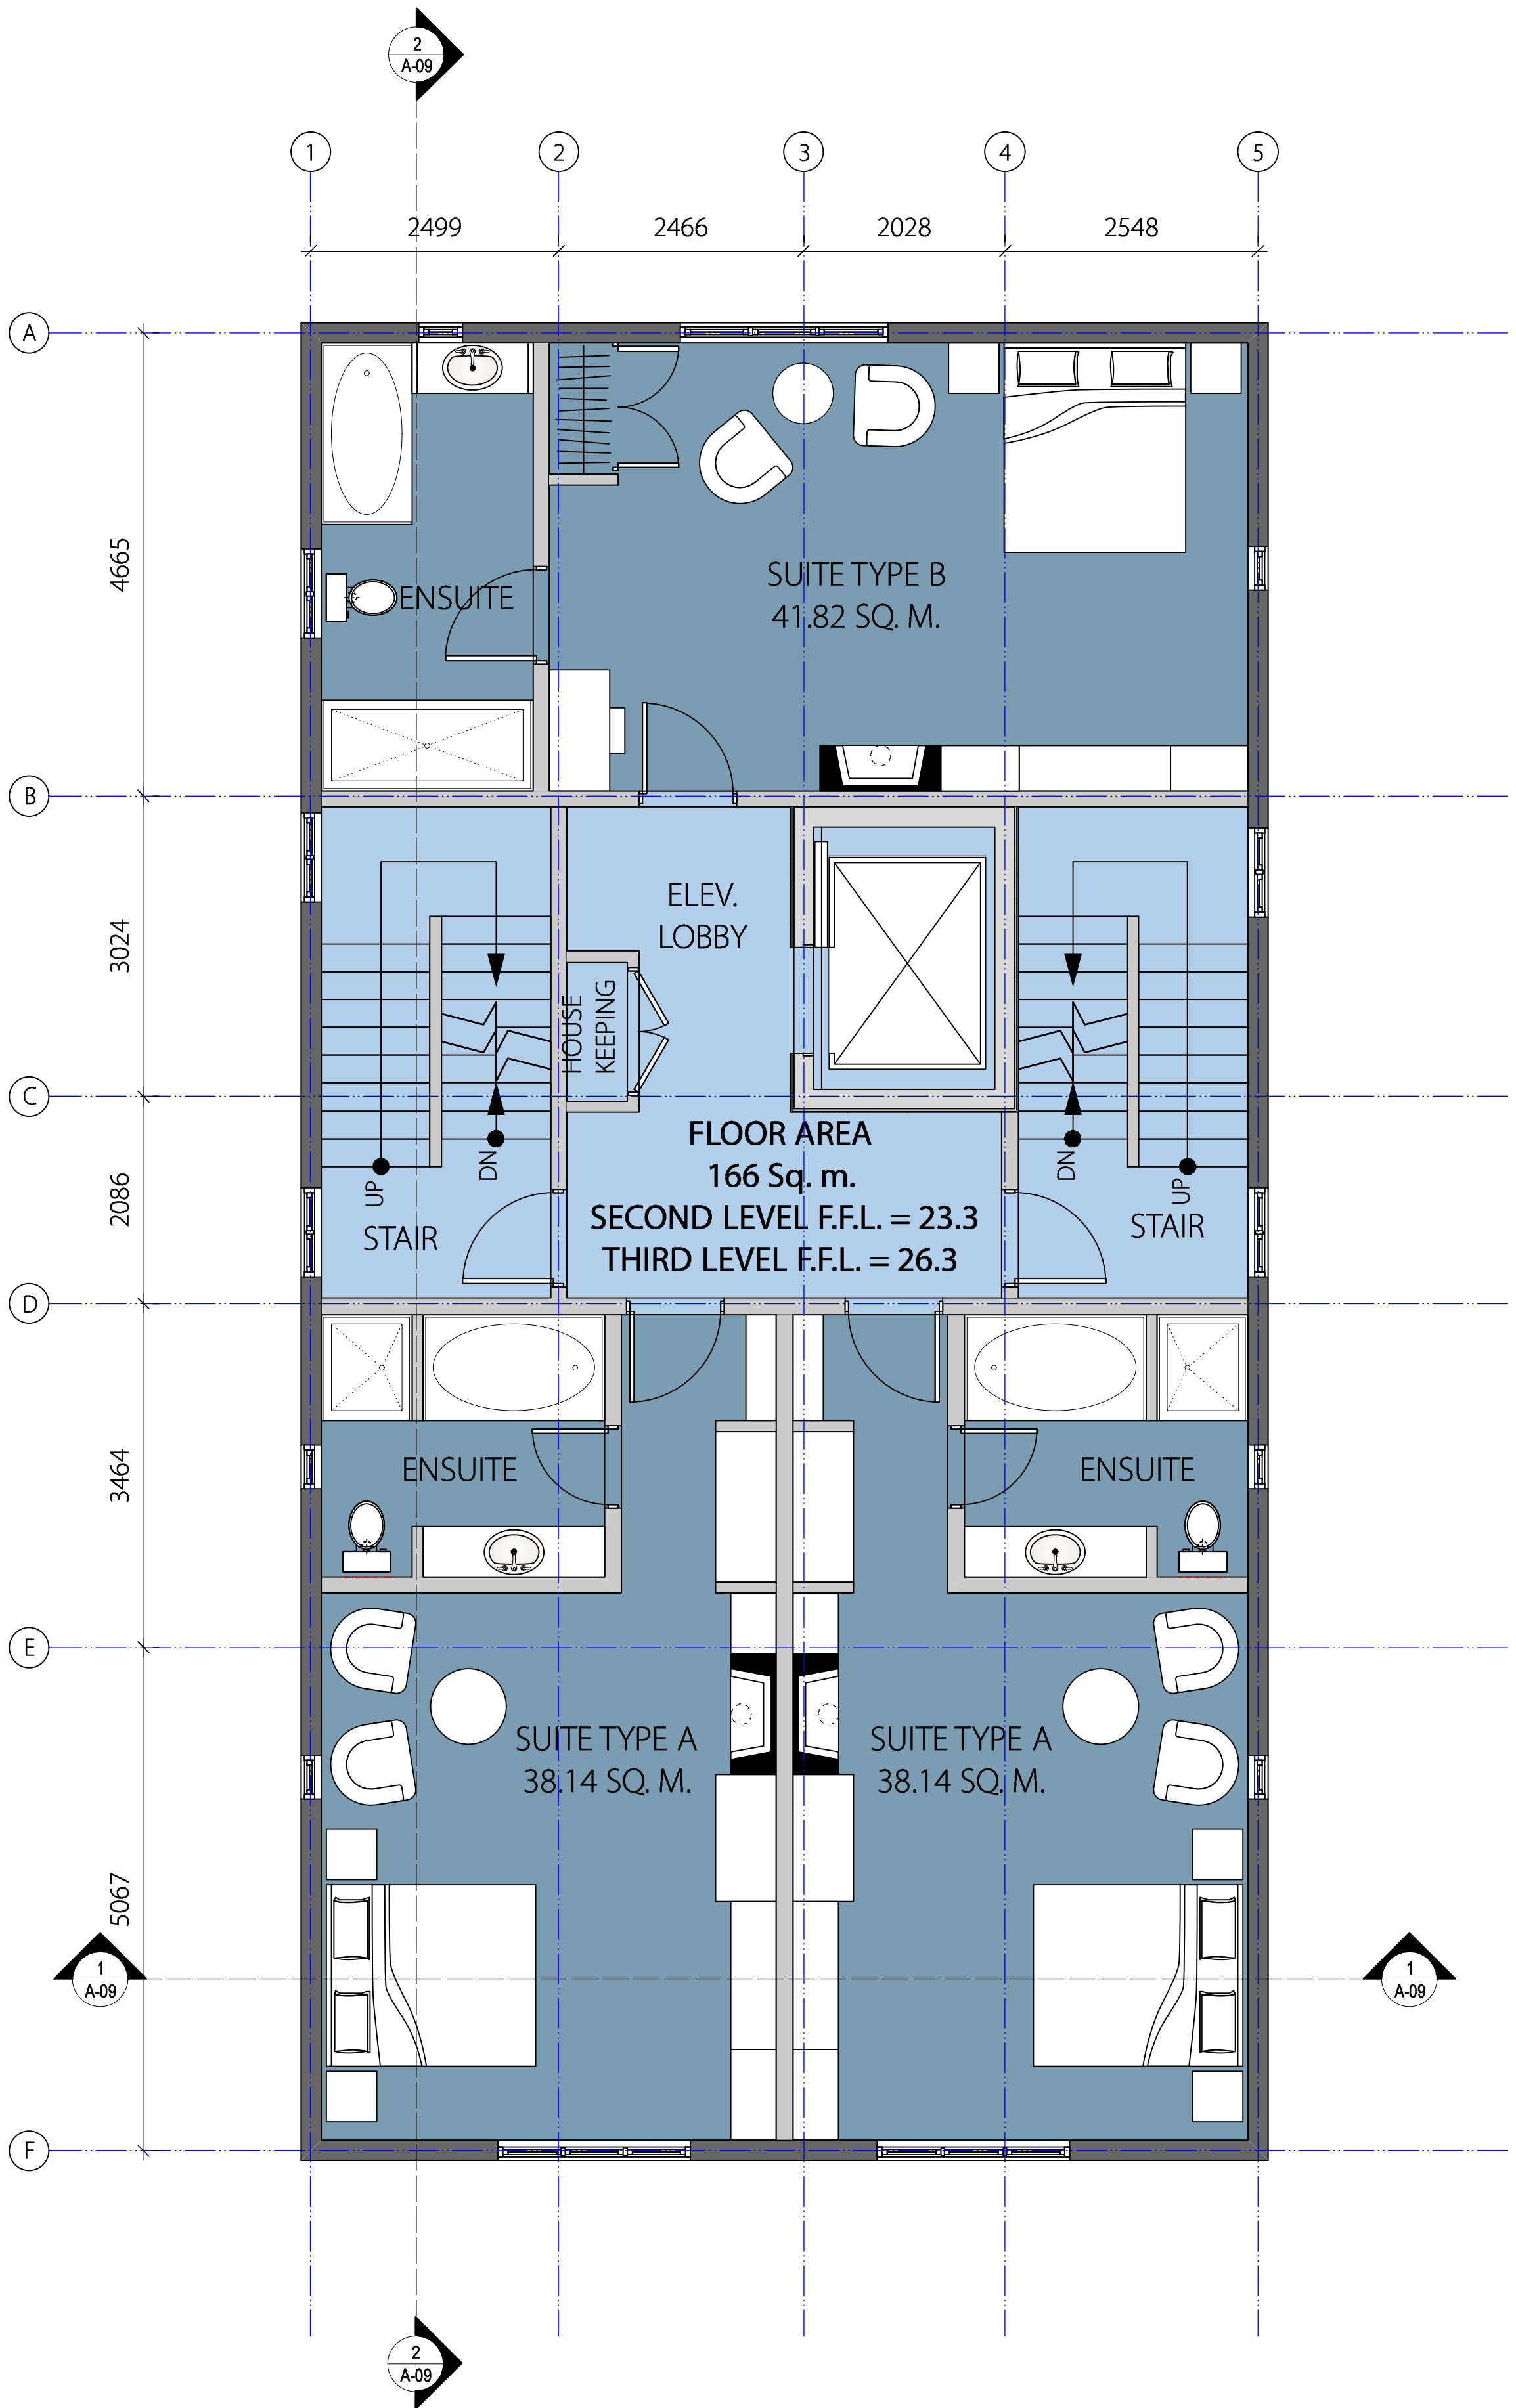 2
A-09
1
2
3
4
5
2499
2466
2028
2548
A
4665
ENSUITE
SUITE TYPE B
41.82 SQ. M.
B
3024
ELEV.
LOBBY
HOUSE
KEEPING
C
2086
FLOOR AREA
166 Sq. m.
SECOND LEVEL F.F.L. = 23.3
THIRD LEVEL F.F.L. = 26.3
UP
DN
STAIR
DN
UP
STAIR
D
3464
ENSUITE
ENSUITE
E
SUITE TYPE A
38.14 SQ. M.
SUITE TYPE A
38.14 SQ. M.
5067
1
A-09
1
A-09
F
2
A-09